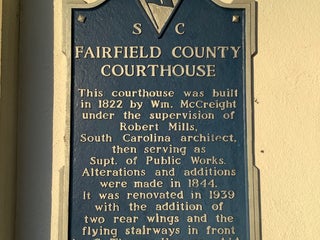 S C
FAIRFIELD COUNTY
COURTHOUSE
This courthouse was built
in 1822 by Wm. McCreight
under the supervision of
Robert Mills,
South Carolina architect,
then serving as
Supt. of Public Works.
Alterations and additions
were made in 1844.
It was renovated in 1939
with the addition of
two rear wings and the
flying stairways in front